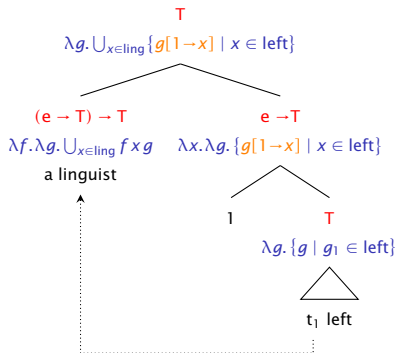 T
λg.⋃x∈ling{g[1→x] | x ∈ left}
(e → T) → T
e →T
λf.λg.⋃x∈ling f x g
λx.λg.{g[1→x] | x ∈ left}
a linguist
1
T
λg.{g | g1 ∈ left}
t1 left